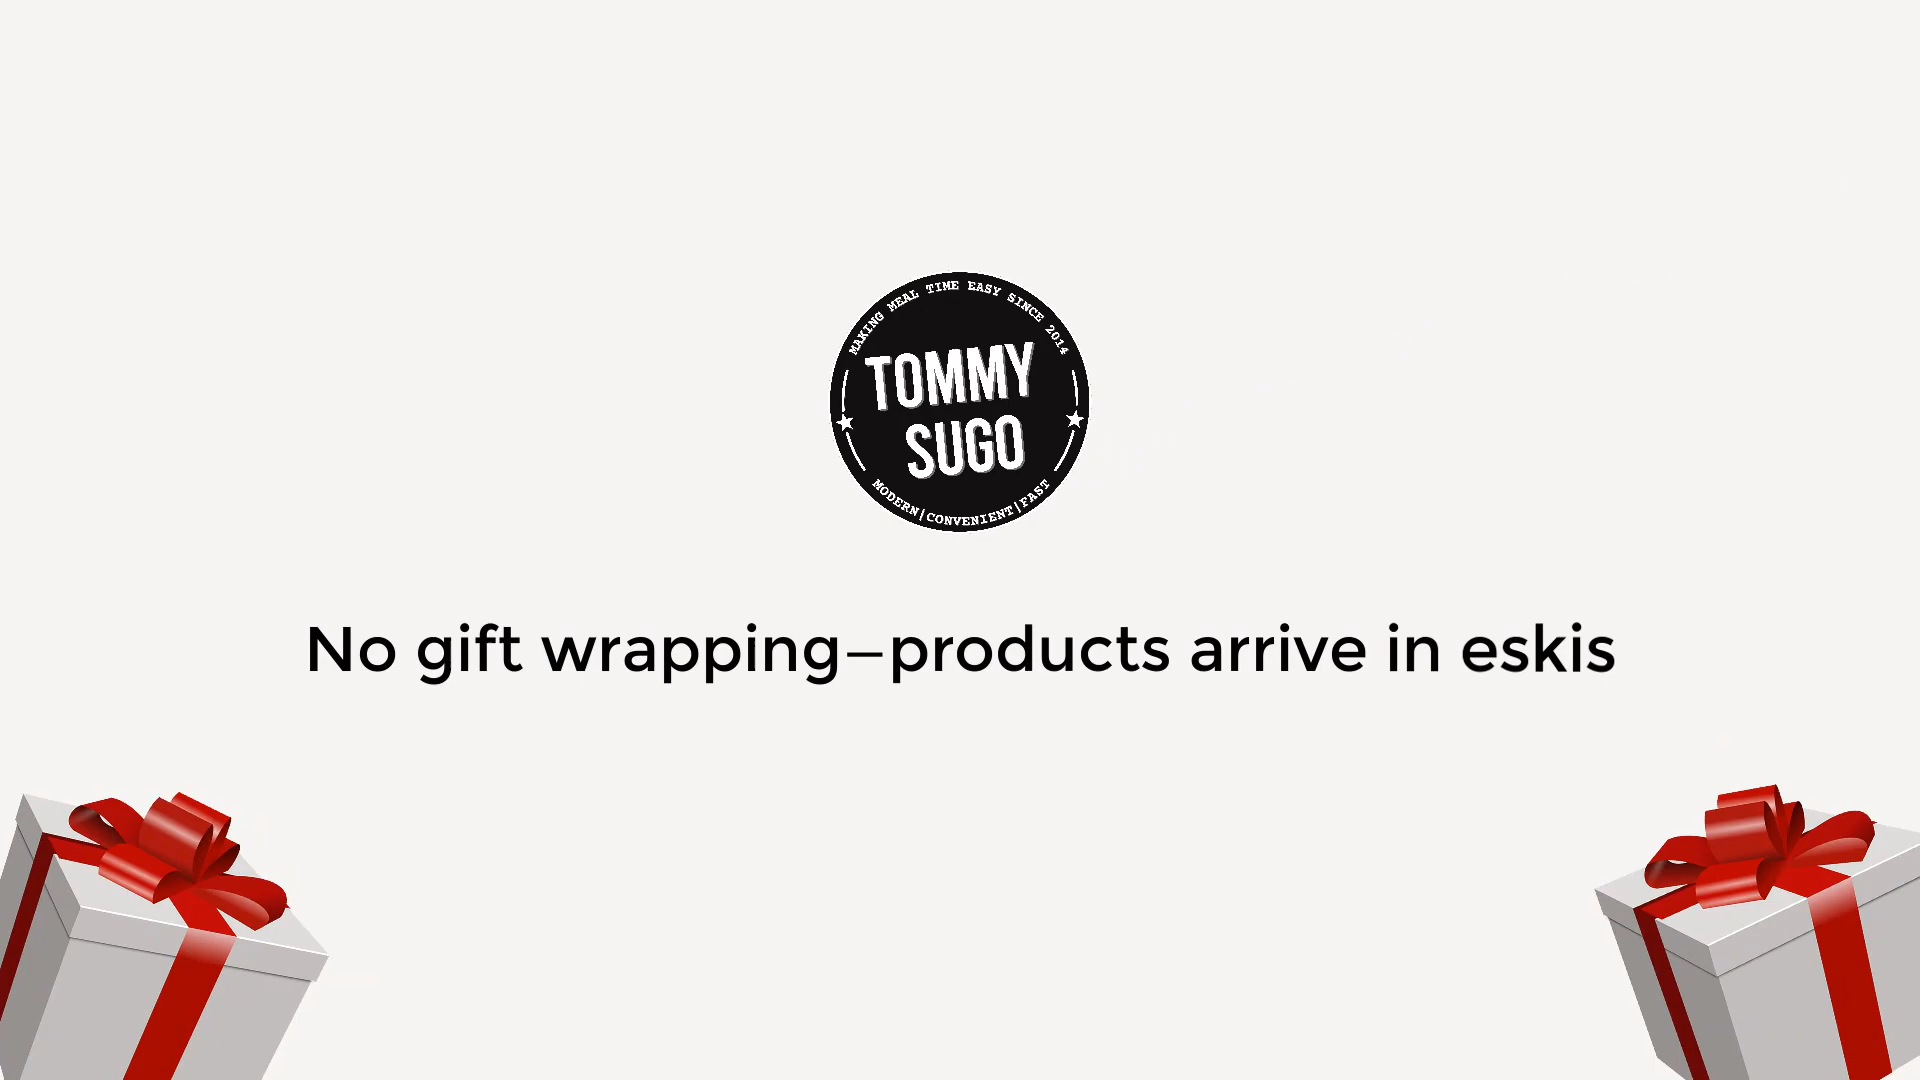 MAKING MEAL TIME EASY SINCE 2014
TOMMY
SUGO
MODERN|CONVENIENT|FAST
No gift wrapping—products arrive in eskis